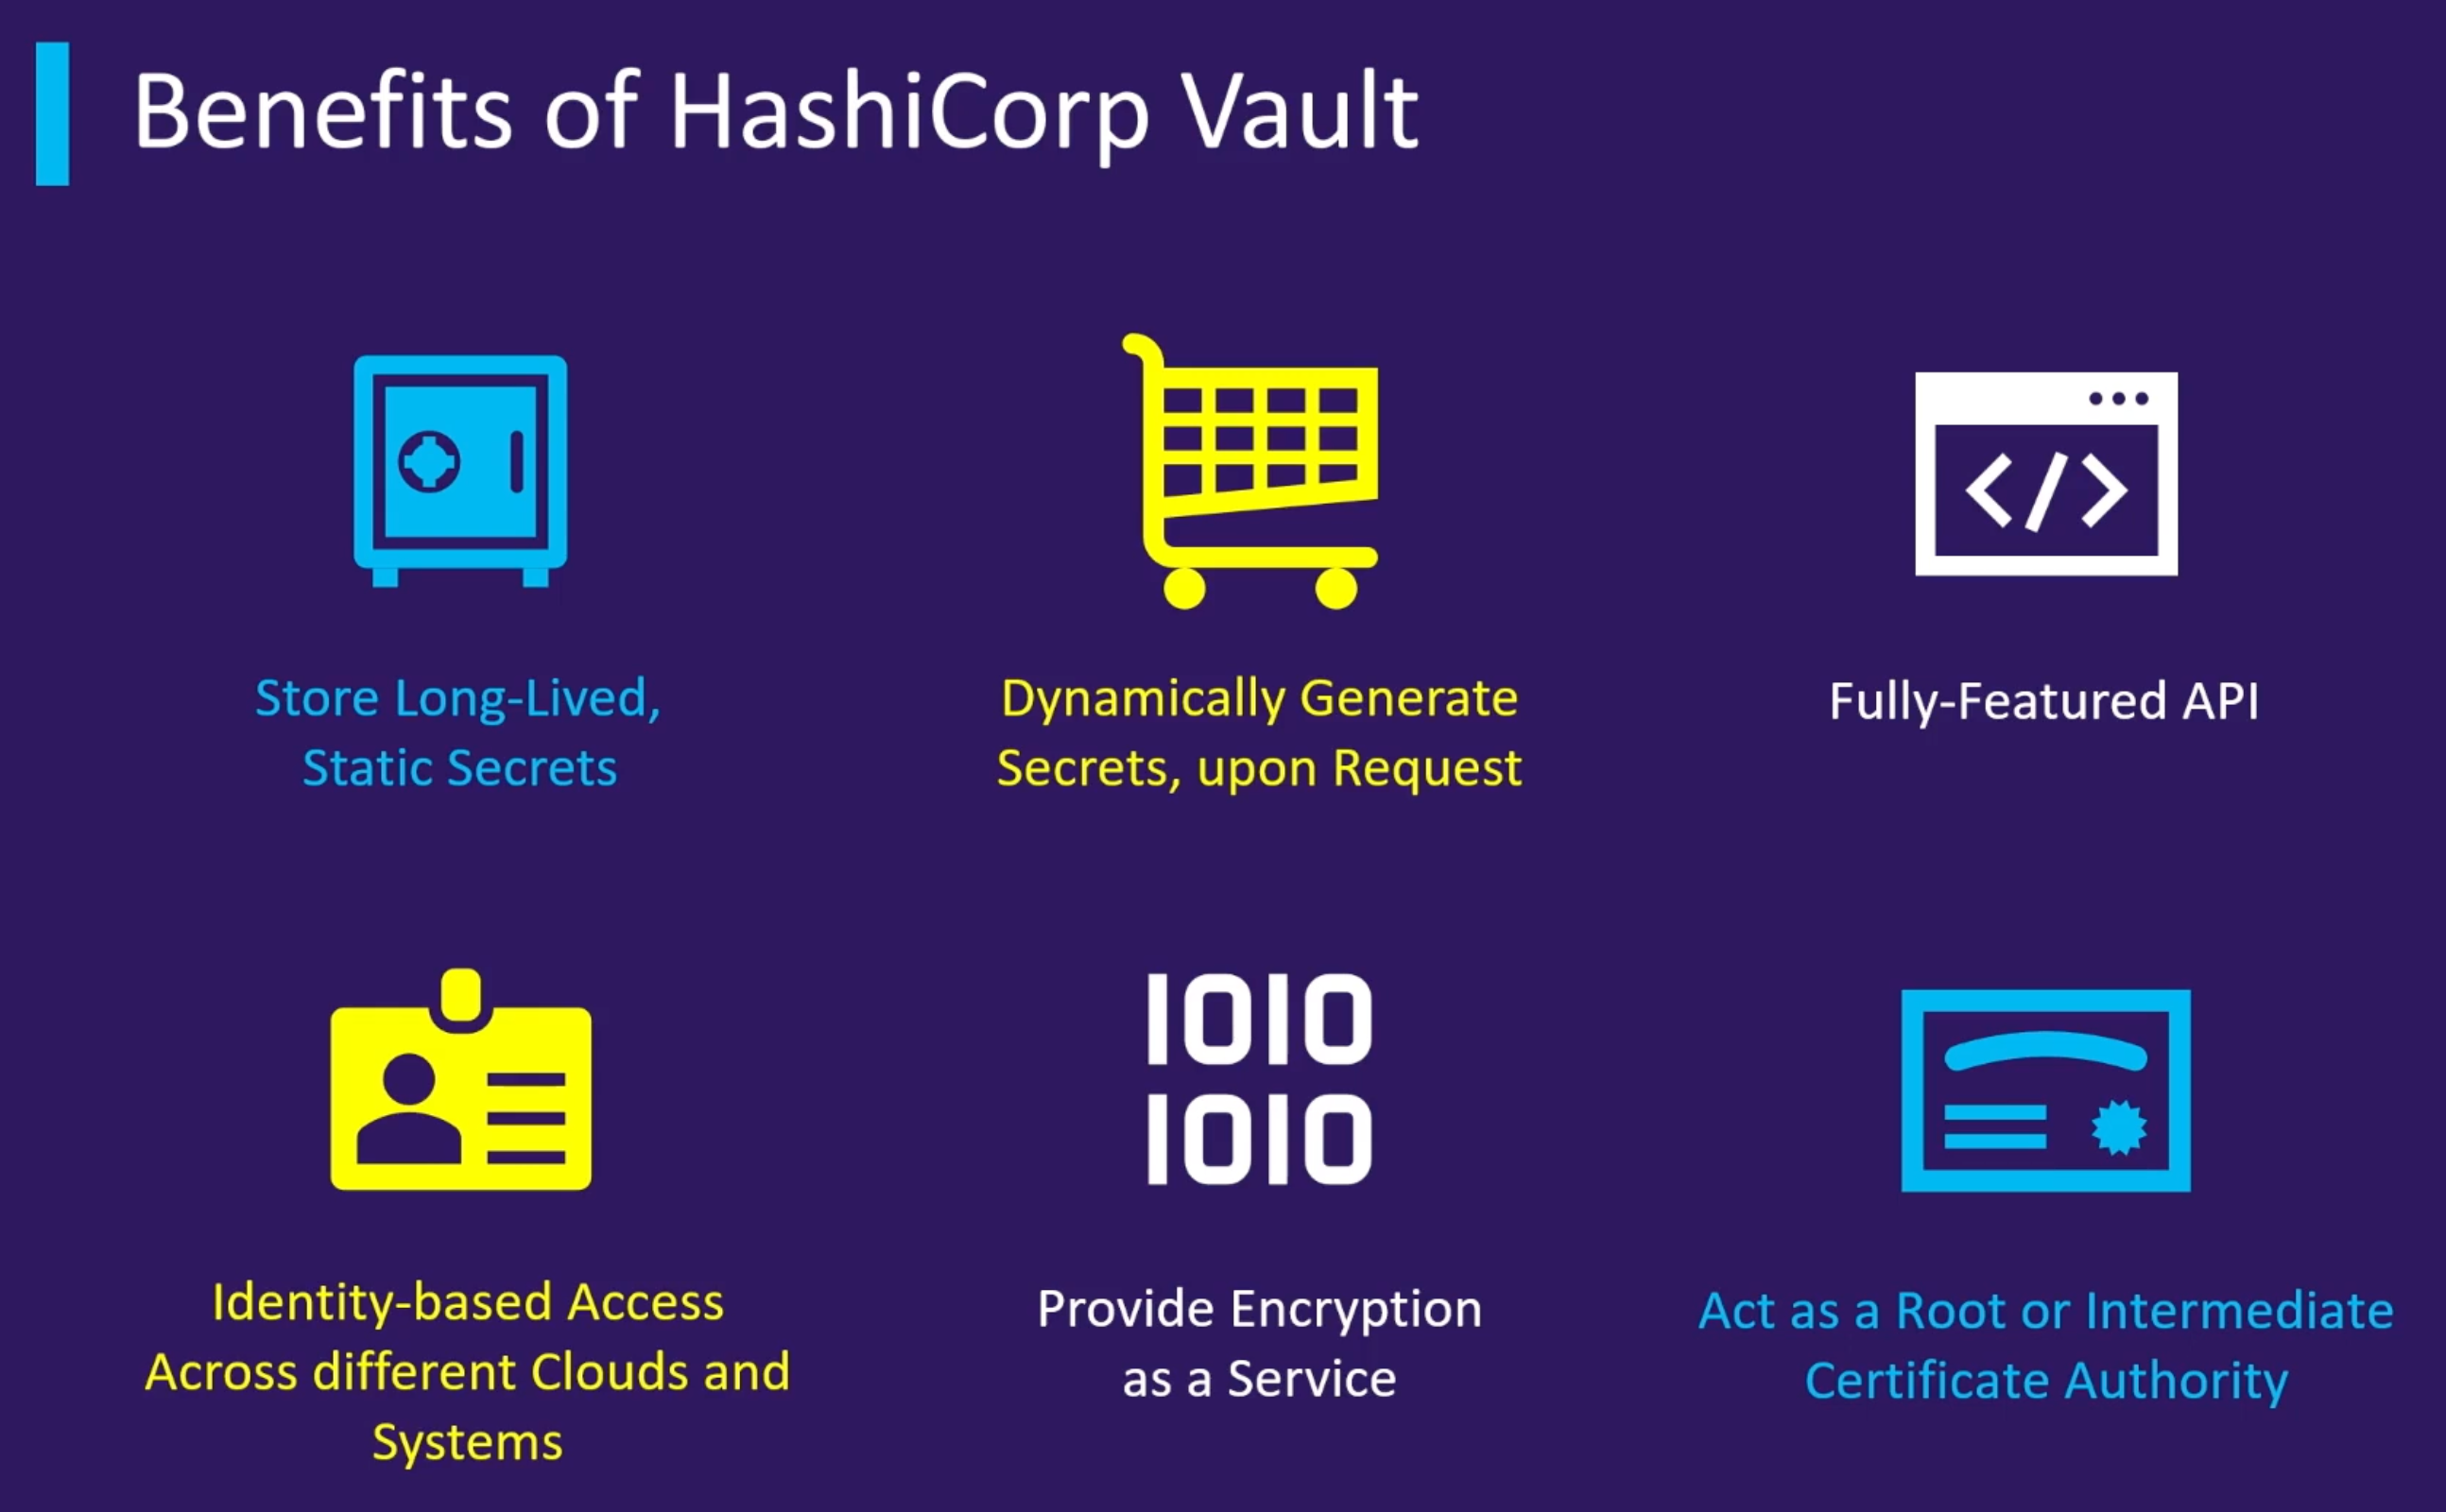 Benefits of HashiCorp Vault
Store Long-Lived,
Static Secrets
Dynamically Generate
Secrets, upon Request
Fully-Featured API
</>
Identity-based Access
Across different Clouds and
Systems
1010
1010
Provide Encryption
as a Service
Act as a Root or Intermediate
Certificate Authority